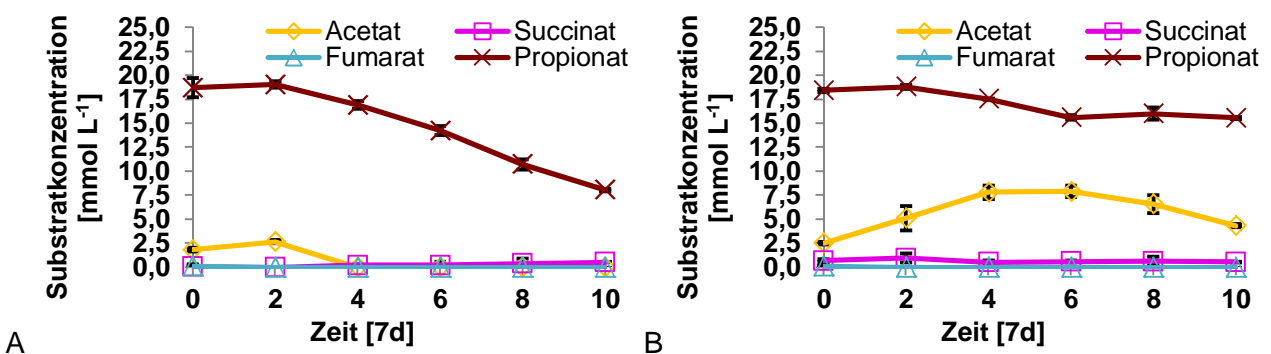 Substratkonzentration
[mmol L⁻¹]
25,0
22,5
20,0
17,5
15,0
12,5
10,0
7,5
5,0
2,5
0,0
Acetat
Succinat
Fumarat
Propionat
0 2 4 6 8 10
Zeit [7d]
A
Substratkonzentration
[mmol L⁻¹]
25,0
22,5
20,0
17,5
15,0
12,5
10,0
7,5
5,0
2,5
0,0
Acetat
Succinat
Fumarat
Propionat
0 2 4 6 8 10
Zeit [7d]
B